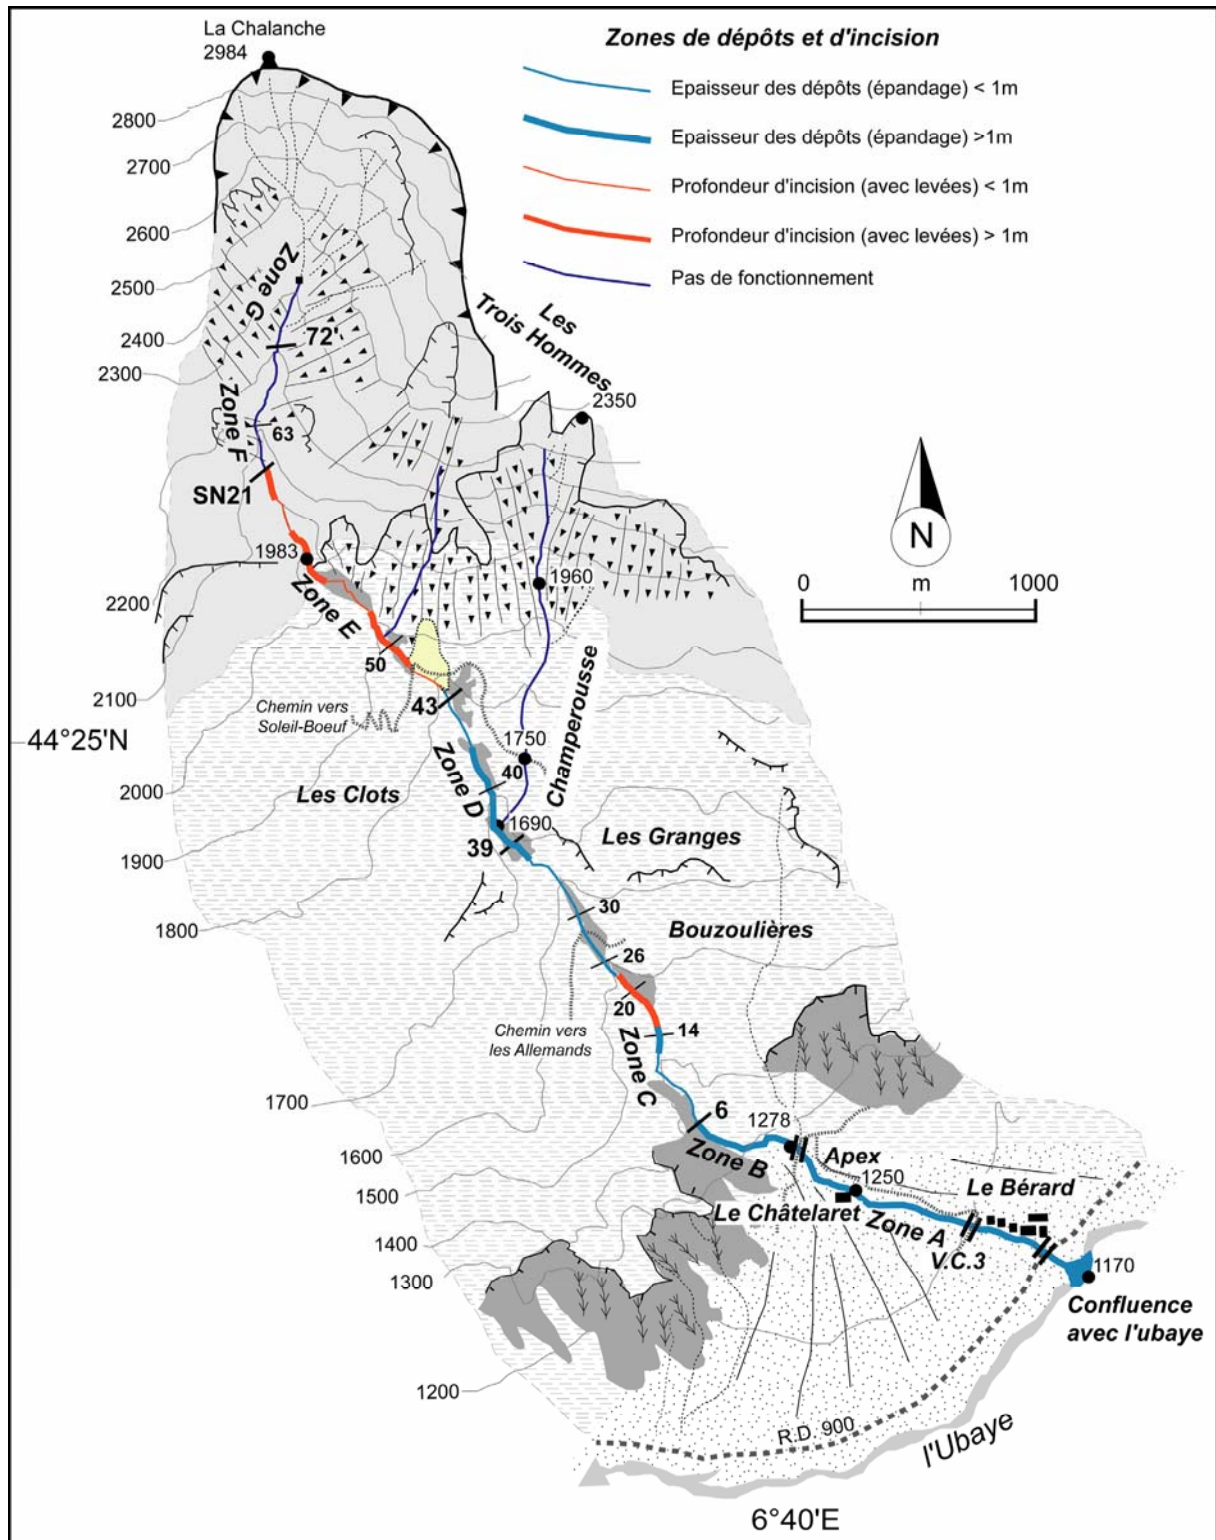 La Chalanche
2984
Zones de dépôts et d'incision
Epaisseur des dépôts (épandage) < 1m
Epaisseur des dépôts (épandage) >1m
Profondeur d'incision (avec levées) < 1m
Profondeur d'incision (avec levées) > 1m
Pas de fonctionnement
2800
2700
2600
2500
2400
2300
Zone G
72'
Les
Trois Hommes
2350
Zone F
63
SN21
N
0
m
1000
1983
1960
2200
Zone E
50
2100
Chemin vers
Soleil-Boeuf
43
Champerousse
44°25'N
1750
Zone D
40
2000
Les Clots
1690
39
Les Granges
1900
30
1800
Bouzoulières
26
20
14
Chemin vers
les Allemands
Zone C
1700
6
1278
1600
Zone B
Apex
1250
Le Bérard
1500
Le Châtelaret
Zone A
1400
V.C.3
1300
1170
Confluence
avec l'ubaye
1200
R.D. 900
l'Ubaye
6°40'E